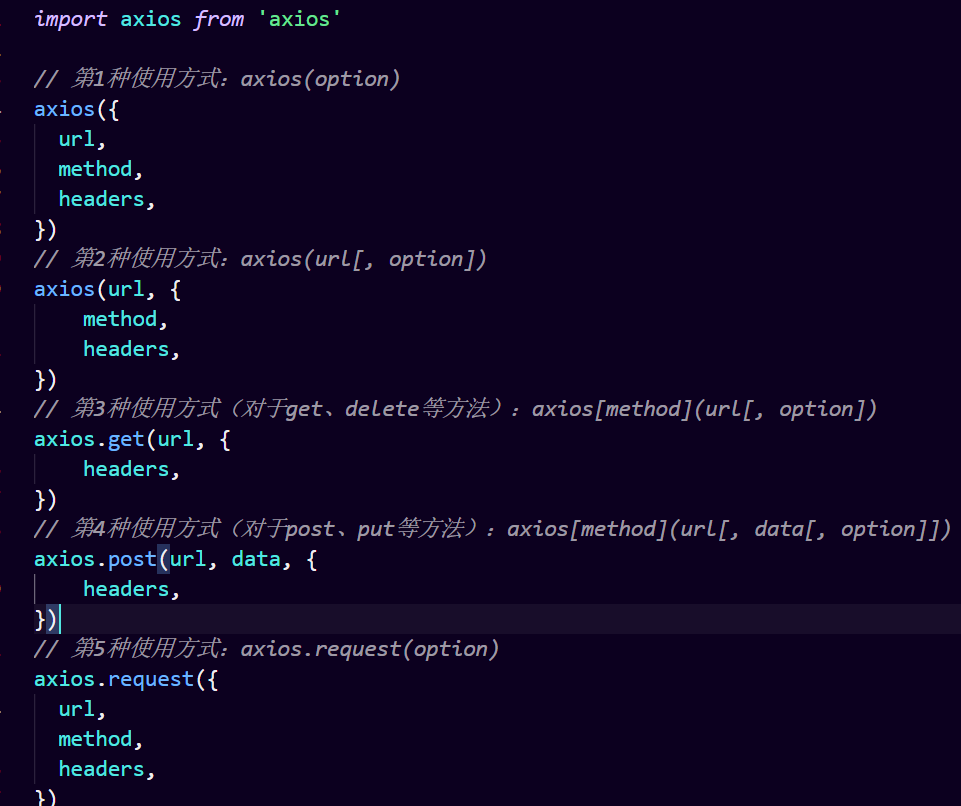 import axios from 'axios'
// 第1种使用方式：axios(option)
axios({
url,
method,
headers,
})
// 第2种使用方式：axios(url[, option])
axios(url, {
method,
headers,
})
// 第3种使用方式（对于get、delete等方法）：axios[method](url[, option])
axios.get(url, {
headers,
})
// 第4种使用方式（对于post、put等方法）：axios[method](url[, data[, option]])
axios.post(url, data, {
headers,
})
// 第5种使用方式：axios.request(option)
axios.request({
url,
method,
headers,
})